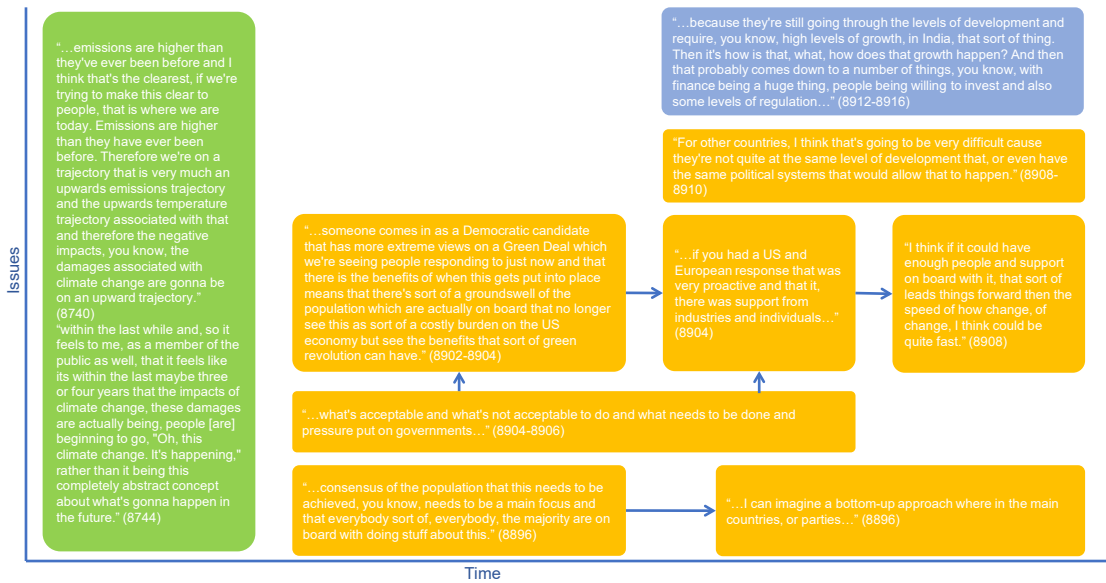 Issues
“…emissions are higher than
they've ever been before and I
think that's the clearest, if we're
trying to make this clear to
people, that is where we are
today. Emissions are higher
than they have ever been
before. Therefore we're on a
trajectory that is very much an
upwards emissions trajectory
and the upwards temperature
trajectory associated with that
and therefore the negative
impacts, you know, the
damages associated with
climate change are gonna be
on an upward trajectory.”
(8740)
“within the last while and, so it
feels to me, as a member of the
public as well, that it feels like
its within the last maybe three
or four years that the impacts of
climate change, these damages
are actually being, people [are]
beginning to go, "Oh, this
climate change. It's happening,"
rather than it being this
completely abstract concept
about what's gonna happen in
the future.” (8744)
“…because they're still going through the levels of development and
require, you know, high levels of growth, in India, that sort of thing.
Then it's how is that, what, how does that growth happen? And then
that probably comes down to a number of things, you know, with
finance being a huge thing, people being willing to invest and also
some levels of regulation…” (8912-8916)
“For other countries, I think that's going to be very difficult cause
they're not quite at the same level of development that, or even have
the same political systems that would allow that to happen.” (8908-
8910)
“…someone comes in as a Democratic candidate
that has more extreme views on a Green Deal which
we're seeing people responding to just now and that
there is the benefits of when this gets put into place
means that there's sort of a groundswell of the
population which are actually on board that no longer
see this as sort of a costly burden on the US
economy but see the benefits that sort of green
revolution can have.” (8902-8904)
“…if you had a US and
European response that was
very proactive and that it,
there was support from
industries and individuals…”
(8904)
“I think if it could have
enough people and support
on board with it, that sort of
leads things forward then the
speed of how change, of
change, I think could be
quite fast.” (8908)
“…what's acceptable and what's not acceptable to do and what needs to be done and
pressure put on governments…” (8904-8906)
“…consensus of the population that this needs to be
achieved, you know, needs to be a main focus and
that everybody sort of, everybody, the majority are on
board with doing stuff about this.” (8896)
“…I can imagine a bottom-up approach where in the main
countries, or parties…” (8896)
Time